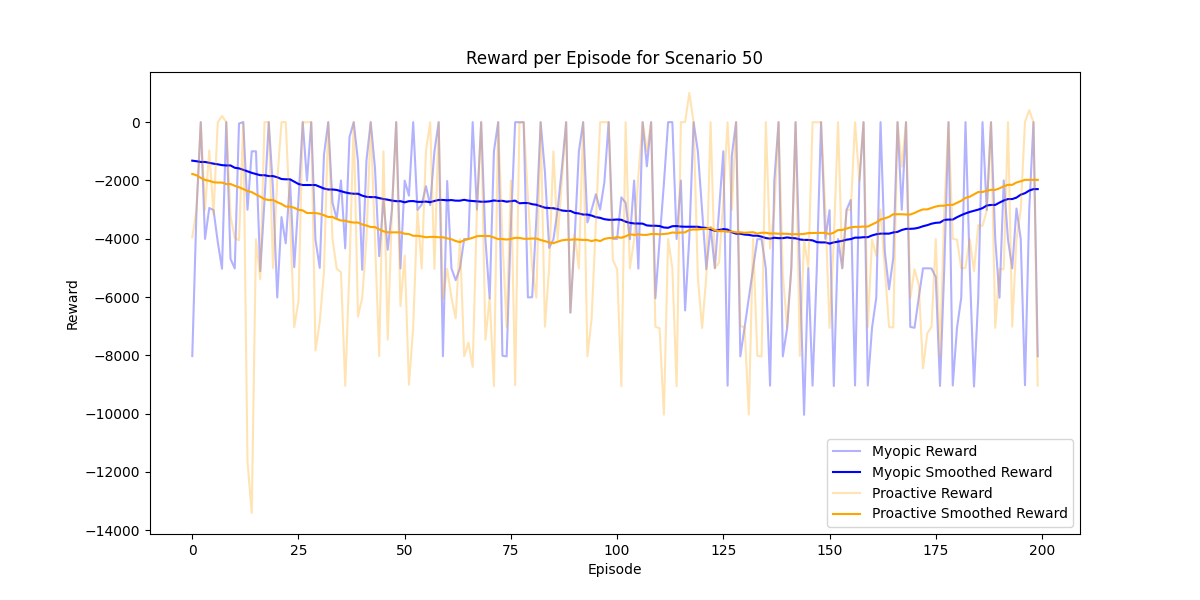 Reward per Episode for Scenario 50
Reward
0
−2000
−4000
−6000
−8000
−10000
−12000
−14000
Myopic Reward
Myopic Smoothed Reward
Proactive Reward
Proactive Smoothed Reward
0 25 50 75 100 125 150 175 200
Episode